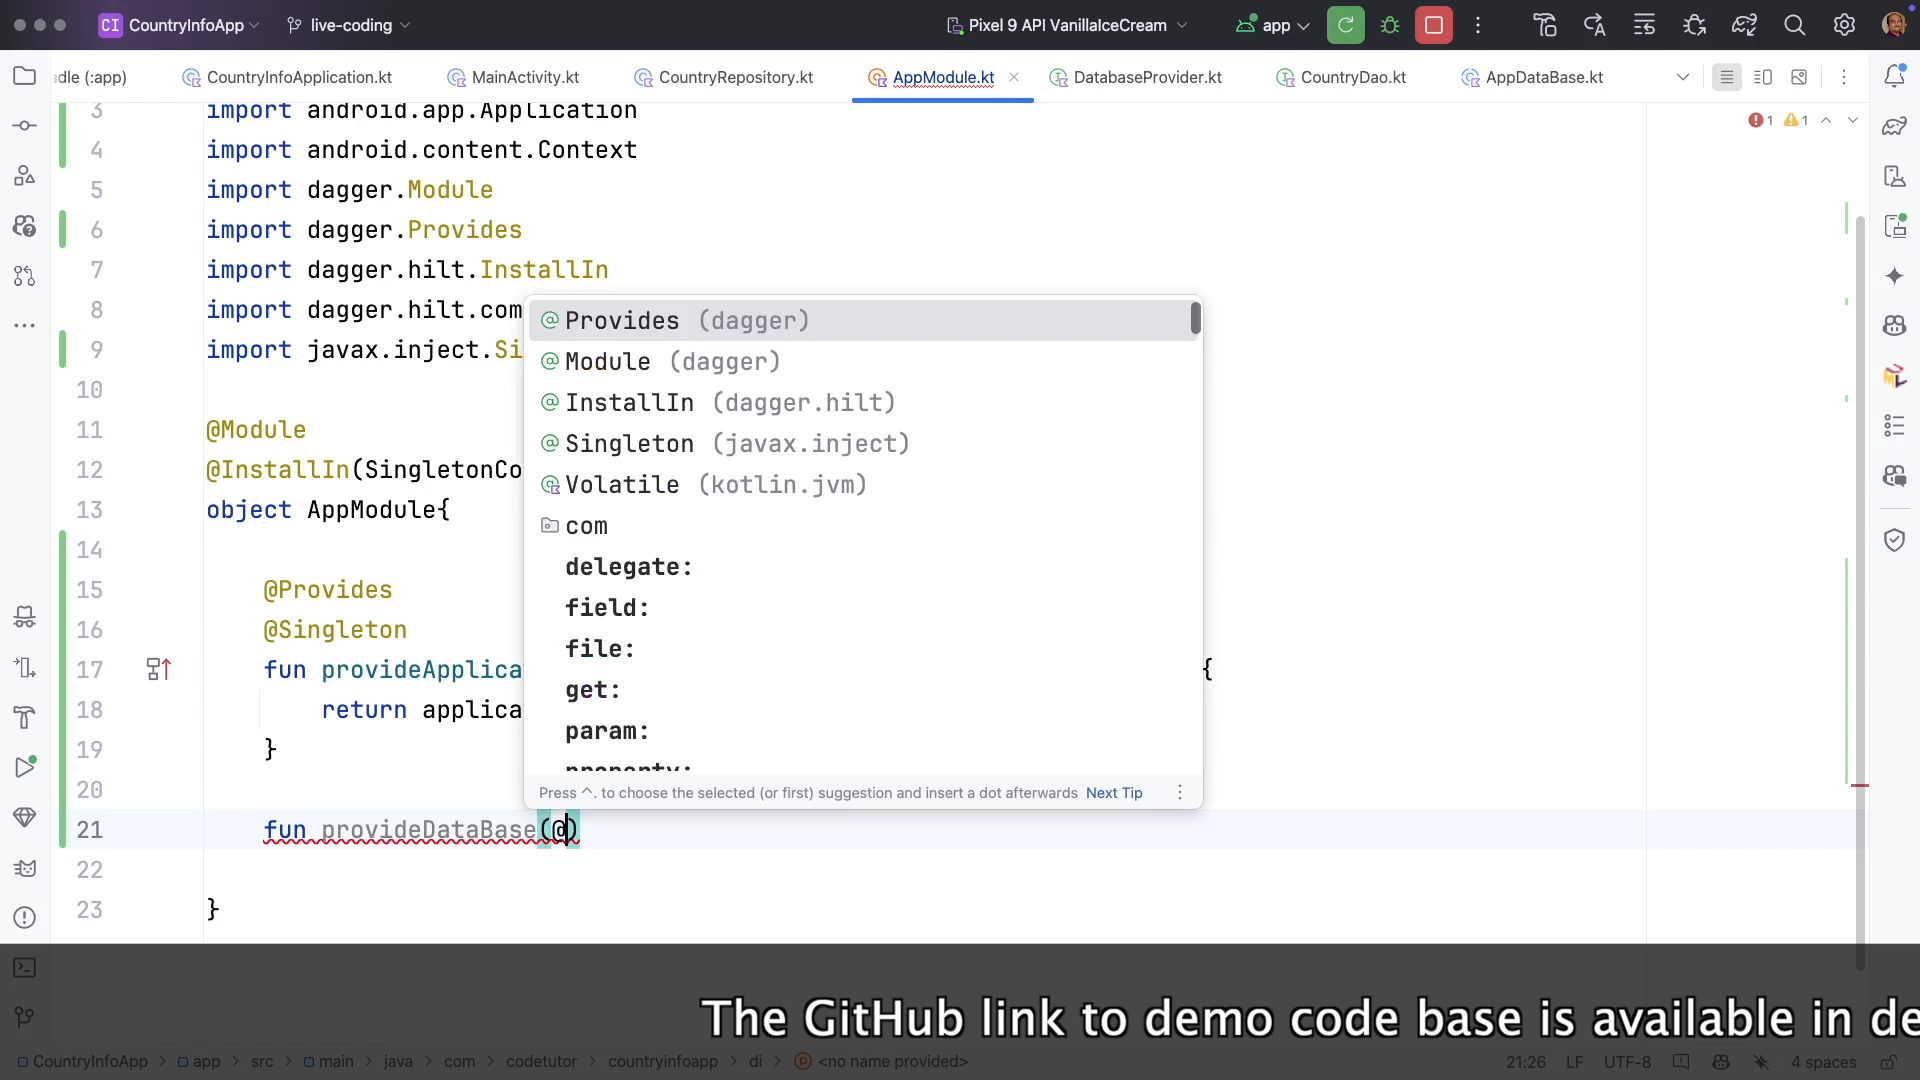 CI CountryInfoApp live-coding Pixel 9 API VanillaIceCream app
dle (:app) CountryInfoApplication.kt MainActivity.kt CountryRepository.kt AppModule.kt DatabaseProvider.kt CountryDao.kt AppDataBase.kt
1 1
3 import android.app.Application
4 import android.content.Context
5 import dagger.Module
6 import dagger.Provides
7 import dagger.hilt.InstallIn
8 import dagger.hilt.com
9 import javax.inject.Si
10
11 @Module
12 @InstallIn(SingletonCo
13 object AppModule{
14
15 @Provides
16 @Singleton
17 fun provideApplica {
18 return applica
19 }
20
21 fun provideDataBase(@)
22
23 }
@ Provides (dagger)
@ Module (dagger)
@ InstallIn (dagger.hilt)
@ Singleton (javax.inject)
@ Volatile (kotlin.jvm)
com
delegate:
field:
file:
get:
param:
property:
Press ^. to choose the selected (or first) suggestion and insert a dot afterwards Next Tip
The GitHub link to demo code base is available in de
CountryInfoApp > app > src > main > java > com > codetutor > countryinfoapp > di > <no name provided> 21:26 LF UTF-8 4 spaces